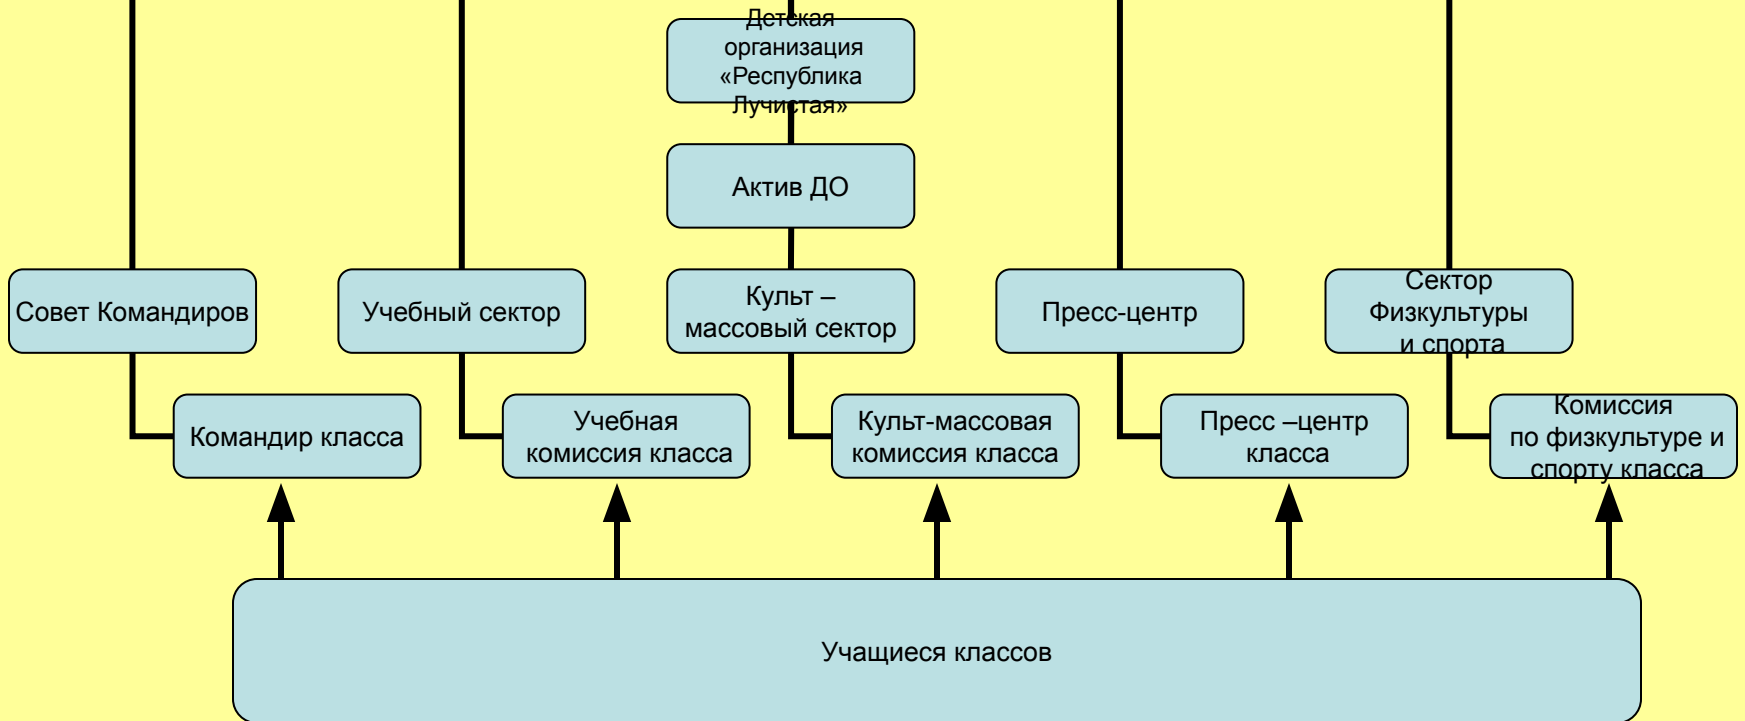 Детская
организация
«Республика
Лучистая»
Актив ДО
Совет Командиров
Учебный сектор
Культ –
массовый сектор
Пресс-центр
Сектор
Физкультуры
и спорта
Командир класса
Учебная
комиссия класса
Культ-массовая
комиссия класса
Пресс –центр
класса
Комиссия
по физкультуре и
спорту класса
Учащиеся классов